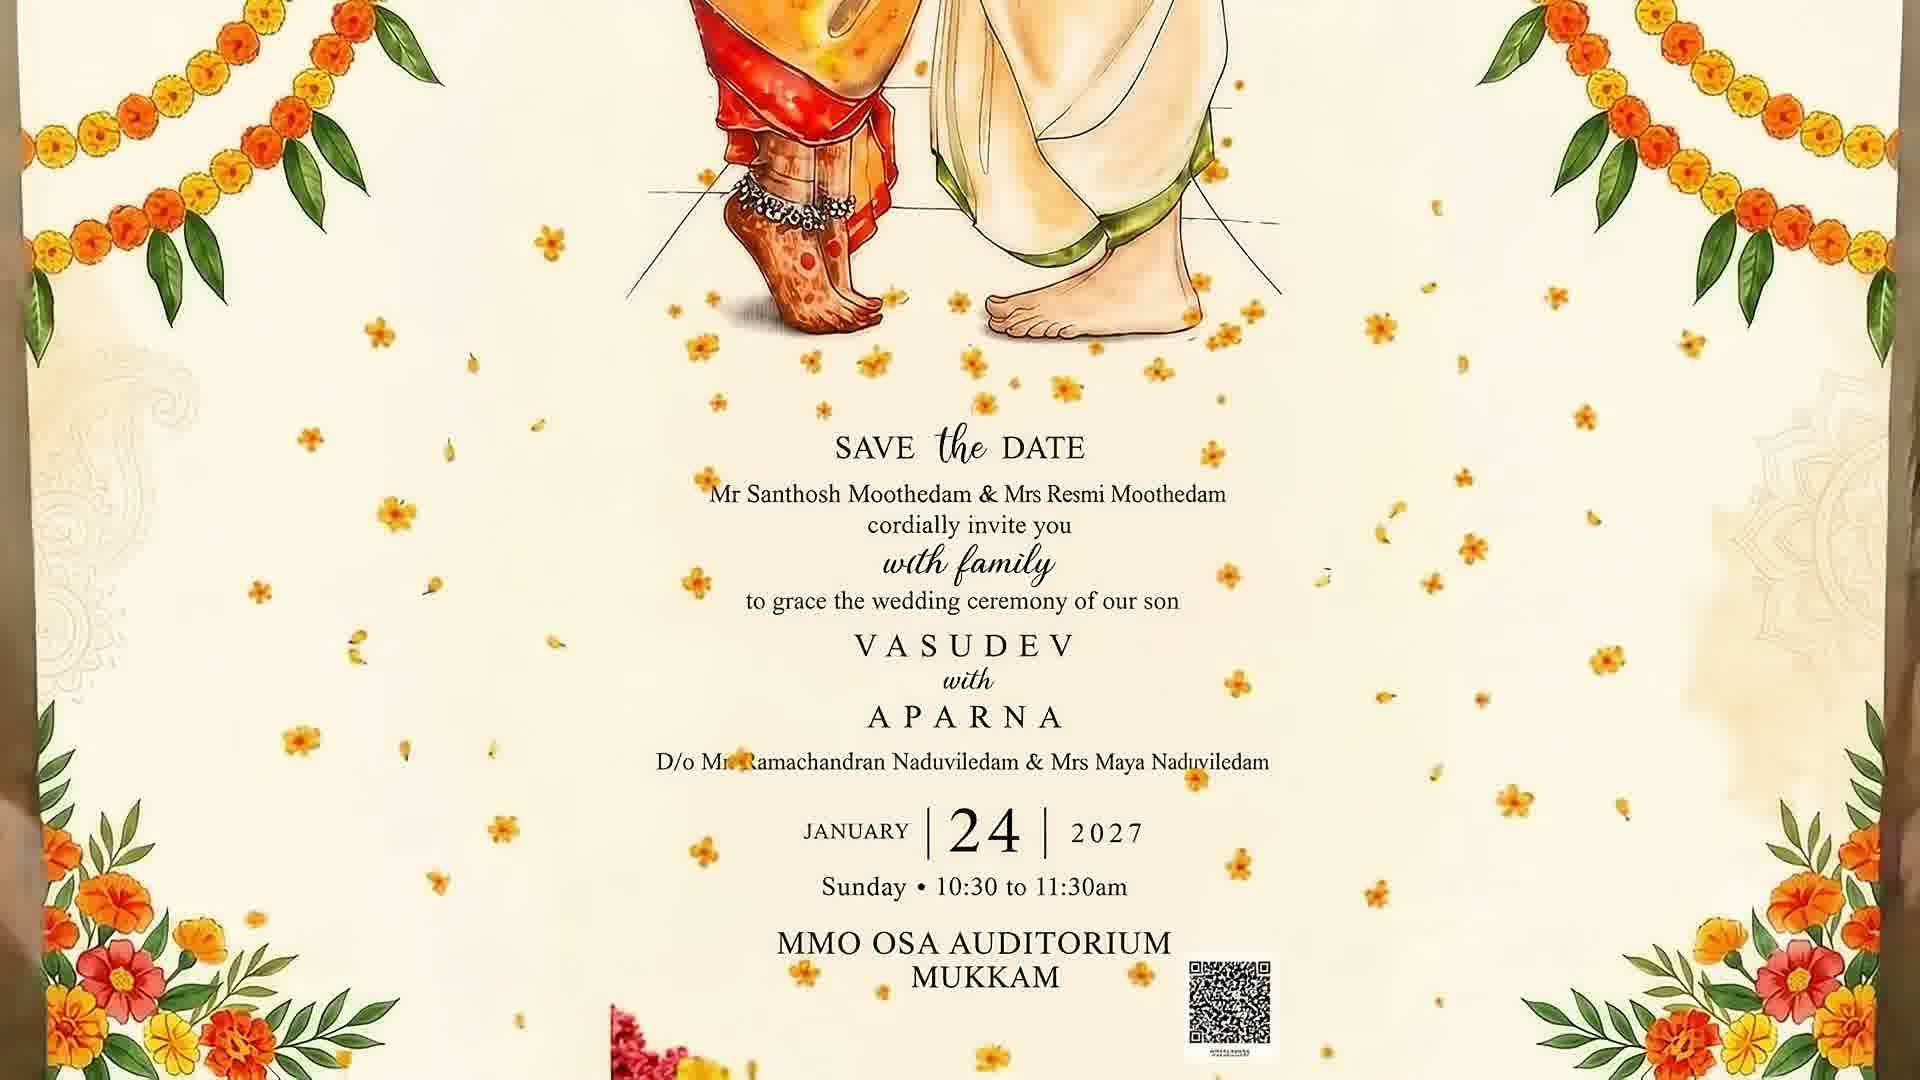 SAVE the DATE
Mr Santhosh Moothedam & Mrs Resmi Moothedam
cordially invite you
with family
to grace the wedding ceremony of our son
VASUDEV
with
APARNA
D/o Mr. Ramachandran Naduviledam & Mrs Maya Naduviledam
JANUARY | 24 | 2027
Sunday • 10:30 to 11:30am
MMO OSA AUDITORIUM
MUKKAM